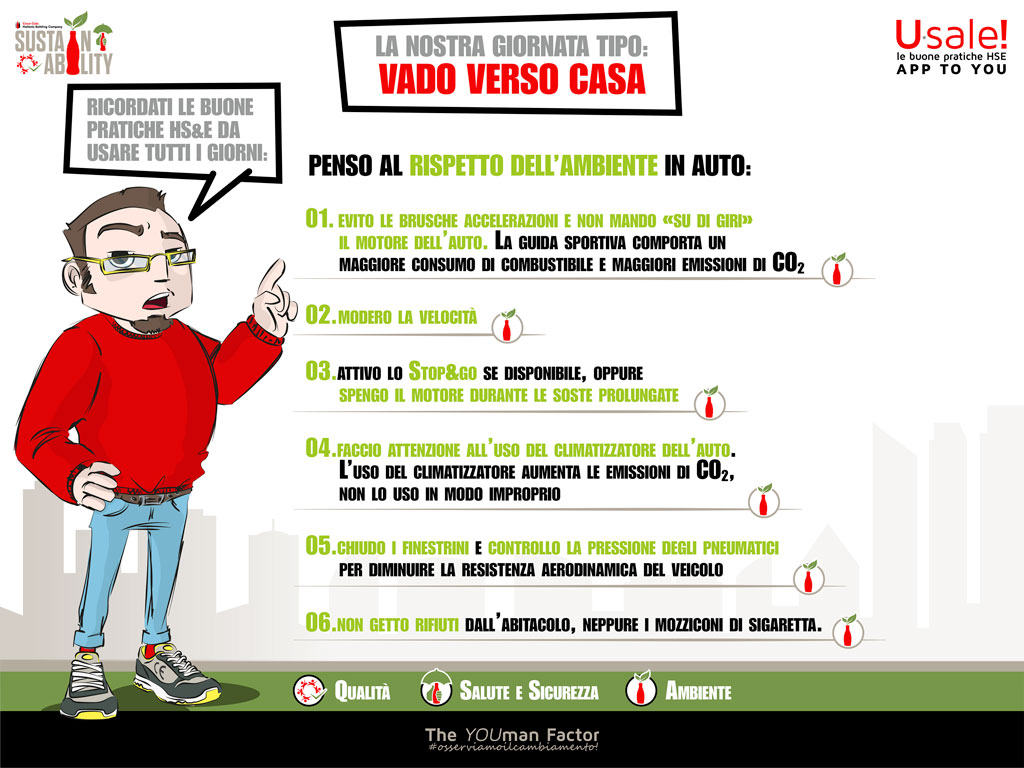 Coca-Cola
Hellenic Bottling Company
SUSTAIN
ABILITY
LA NOSTRA GIORNATA TIPO:
VADO VERSO CASA
U·sale!
le buone pratiche HSE
APP TO YOU
RICORDATI LE BUONE
PRATICHE HS&E DA
USARE TUTTI I GIORNI:
PENSO AL RISPETTO DELL'AMBIENTE IN AUTO:
01. EVITO LE BRUSCHE ACCELERAZIONI E NON MANDO «SU DI GIRI»
IL MOTORE DELL'AUTO. LA GUIDA SPORTIVA COMPORTA UN
MAGGIORE CONSUMO DI COMBUSTIBILE E MAGGIORI EMISSIONI DI CO2
02. MODERO LA VELOCITÀ
03. ATTIVO LO STOP&GO SE DISPONIBILE, OPPURE
SPENGO IL MOTORE DURANTE LE SOSTE PROLUNGATE
04. FACCIO ATTENZIONE ALL'USO DEL CLIMATIZZATORE DELL'AUTO.
L'USO DEL CLIMATIZZATORE AUMENTA LE EMISSIONI DI CO2,
NON LO USO IN MODO IMPROPRIO
05. CHIUDO I FINESTRINI E CONTROLLO LA PRESSIONE DEGLI PNEUMATICI
PER DIMINUIRE LA RESISTENZA AERODINAMICA DEL VEICOLO
06. NON GETTO RIFIUTI DALL'ABITACOLO, NEPPURE I MOZZICONI DI SIGARETTA.
QUALITÀ SALUTE E SICUREZZA AMBIENTE
The YOUman Factor
#osserviamoilcambiamento!